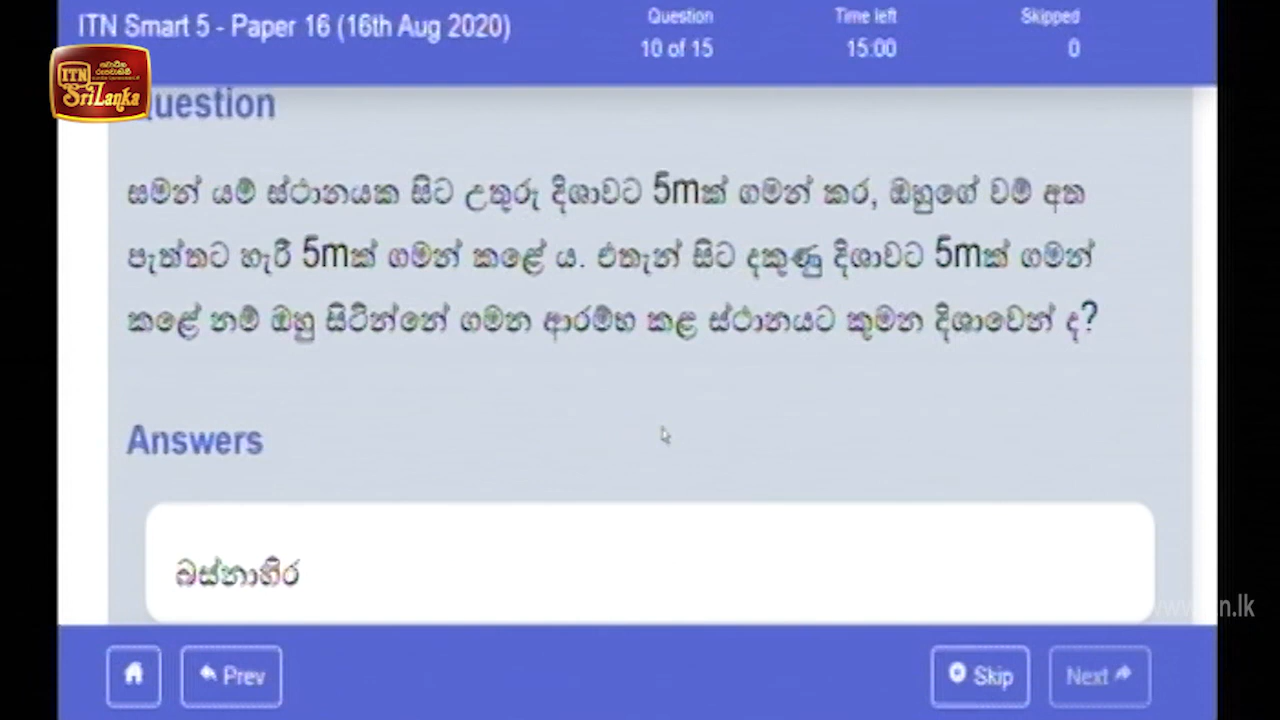 ITN Smart 5 - Paper 16 (16th Aug 2020)
Question
10 of 15
Time left
15:00
Skipped
0
ITN
SriLanka
uestion
සමන් යම් ස්ථානයක සිට උතුරු දිශාවට 5mක් ගමන් කර, ඔහුගේ වම් අත
පැත්තට හැරී 5mක් ගමන් කළේ ය. එතැන් සිට දකුණු දිශාවට 5mක් ගමන්
කළේ නම් ඔහු සිටින්නේ ගමන ආරම්භ කළ ස්ථානයට කුමන දිශාවෙන් ද?
Answers
බස්නාහිර
Prev
Skip
Next